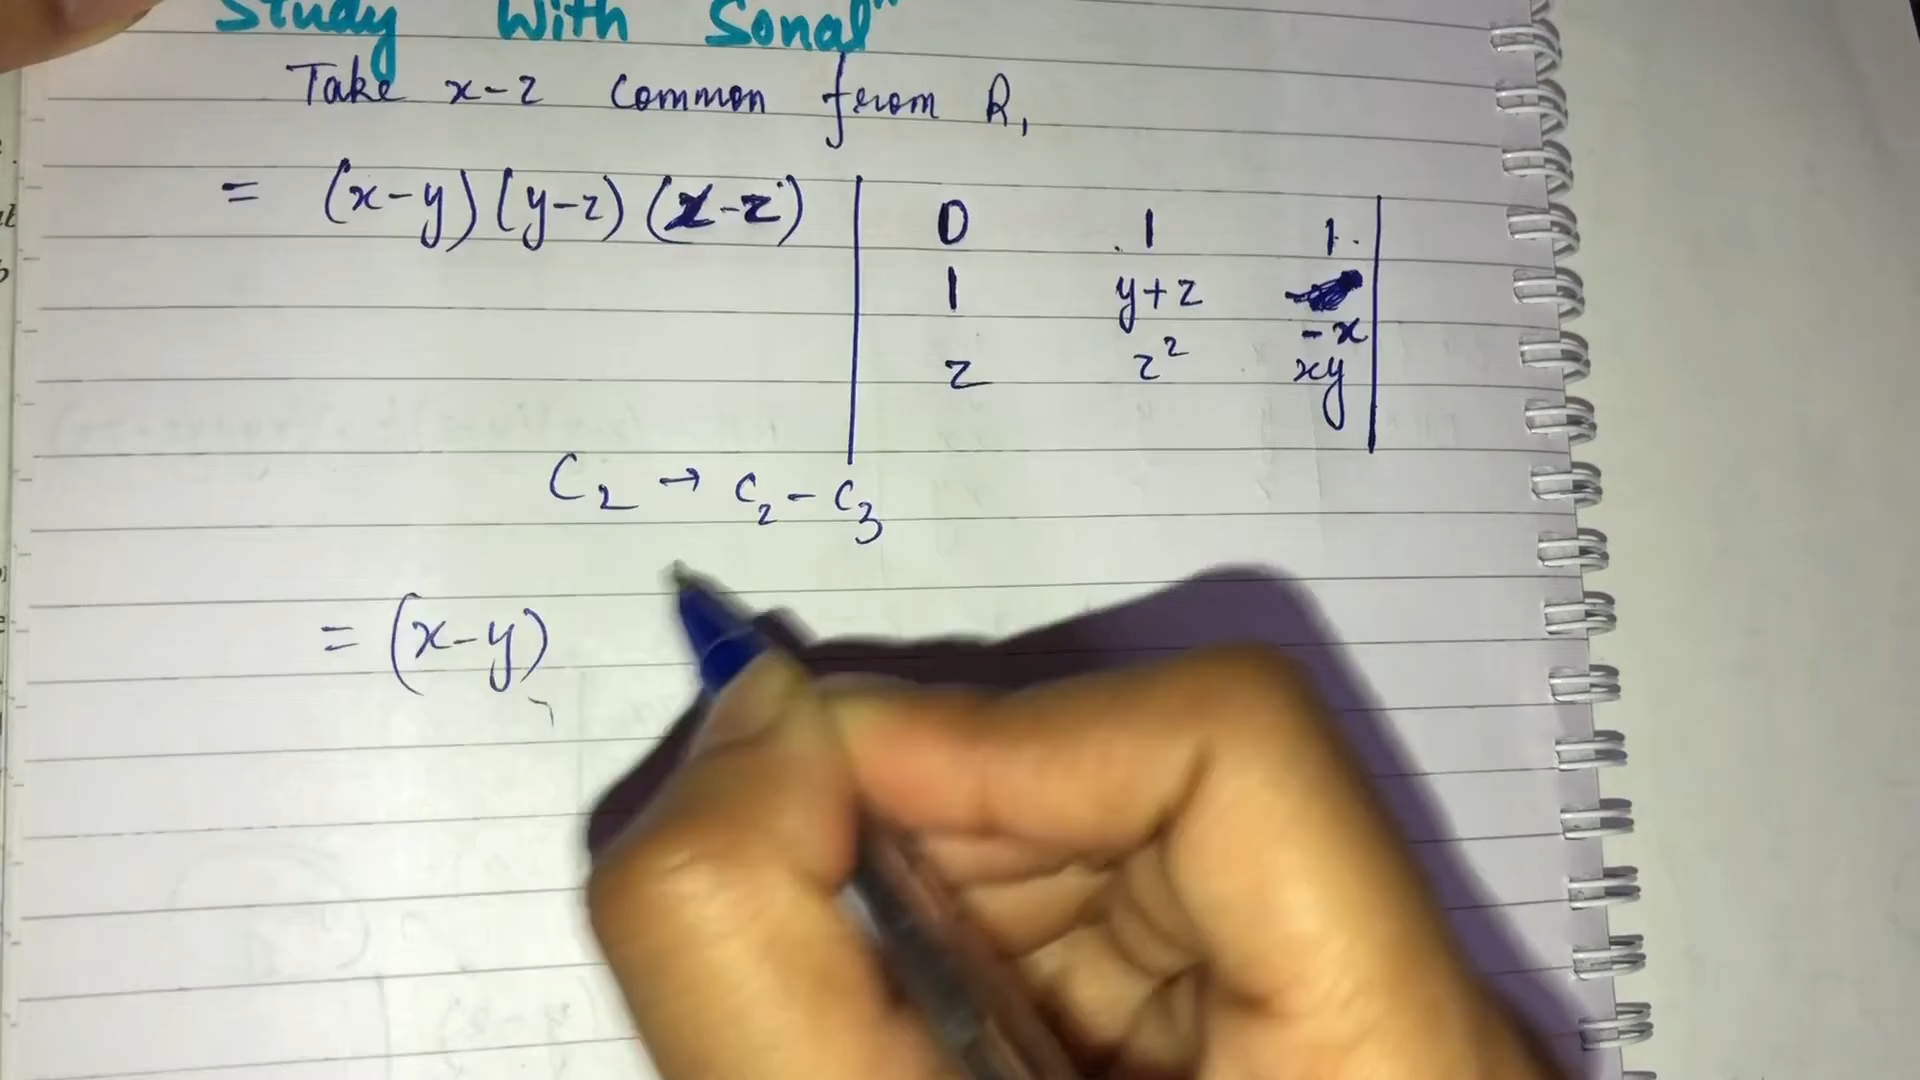 Study With Sonal"
Take x-z common from R₁
= (x-y)(y-z)(x-z) | 0 1 1 |
| 1 y+z -x |
| z z² xy |
C₂ → C₂ - C₃
= (x-y)